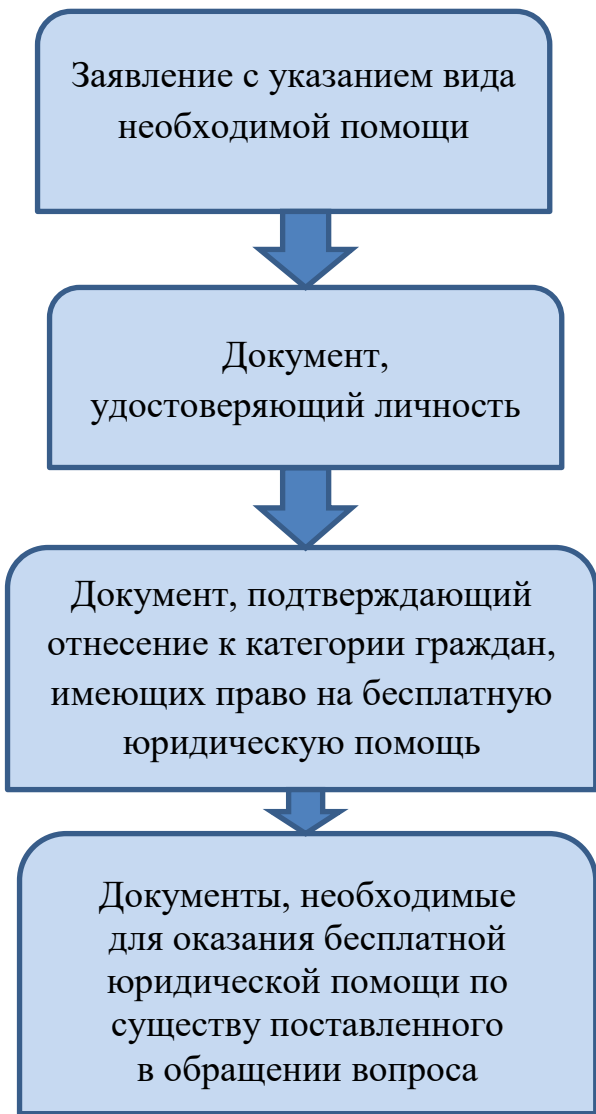 Заявление с указанием вида
необходимой помощи
Документ,
удостоверяющий личность
Документ, подтверждающий
отнесение к категории граждан,
имеющих право на бесплатную
юридическую помощь
Документы, необходимые
для оказания бесплатной
юридической помощи по
существу поставленного
в обращении вопроса